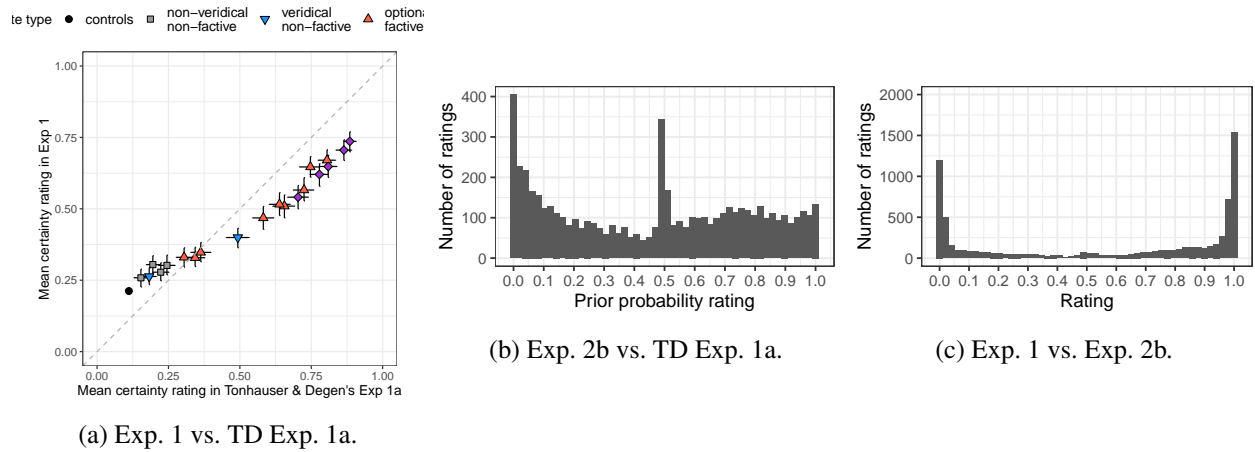 te type controls non−veridical non−factive veridical non−factive optiona factive
1.00
0.75
0.50
0.25
0.00
Mean certainty rating in Exp 1
0.00 0.25 0.50 0.75 1.00
Mean certainty rating in Tonhauser & Degen's Exp 1a
(a) Exp. 1 vs. TD Exp. 1a.
400
300
200
100
0
Number of ratings
0.0 0.1 0.2 0.3 0.4 0.5 0.6 0.7 0.8 0.9 1.0
Prior probability rating
(b) Exp. 2b vs. TD Exp. 1a.
2000
1500
1000
500
0
Number of ratings
0.0 0.1 0.2 0.3 0.4 0.5 0.6 0.7 0.8 0.9 1.0
Rating
(c) Exp. 1 vs. Exp. 2b.